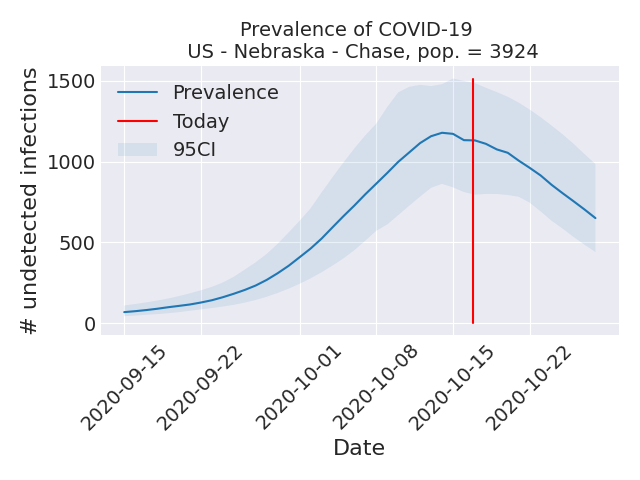 Prevalence of COVID-19
US - Nebraska - Chase, pop. = 3924
# undetected infections
1500
1000
500
0
Prevalence
Today
95CI
2020-09-15
2020-09-22
2020-10-01
2020-10-08
2020-10-15
2020-10-22
Date